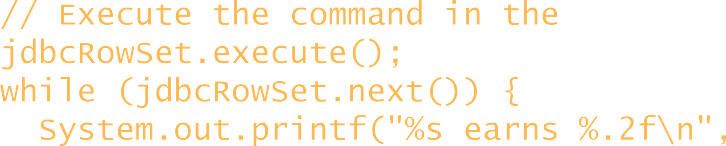 // Execute the command in the
jdbcRowSet.execute();
while (jdbcRowSet.next()) {
  System.out.printf("%s earns %.2f\n",